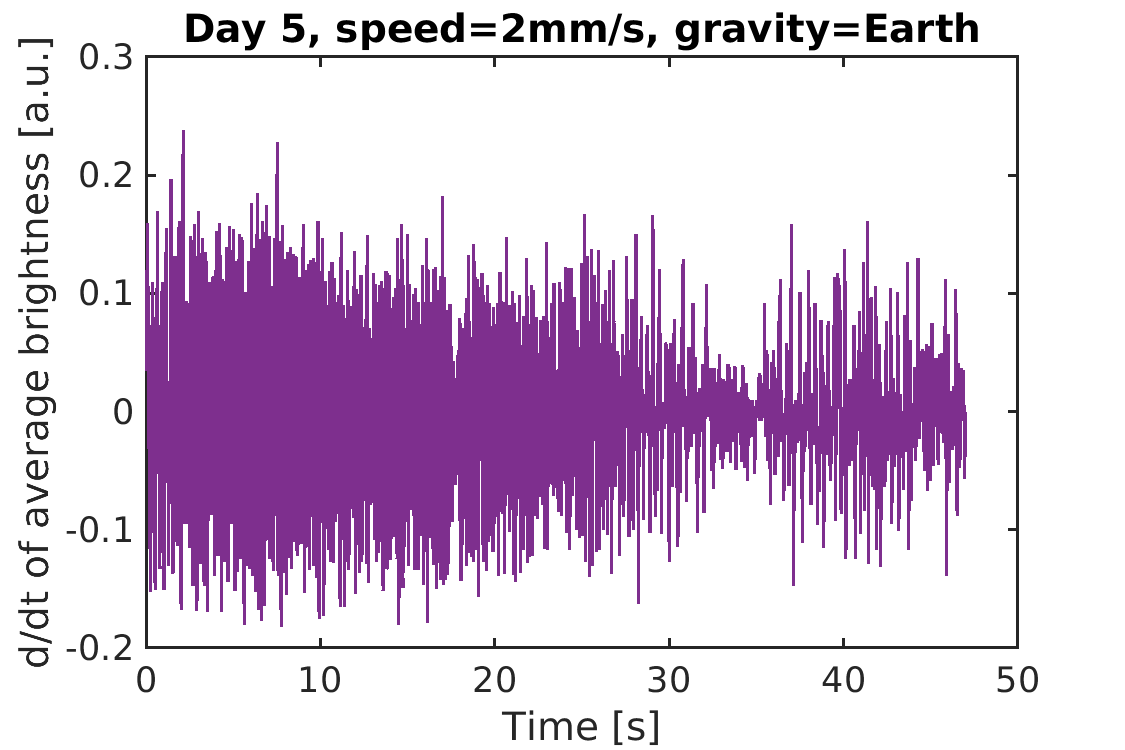 Day 5, speed=2mm/s, gravity=Earth
d/dt of average brightness [a.u.]
0.3
0.2
0.1
0
-0.1
-0.2
0 10 20 30 40 50
Time [s]